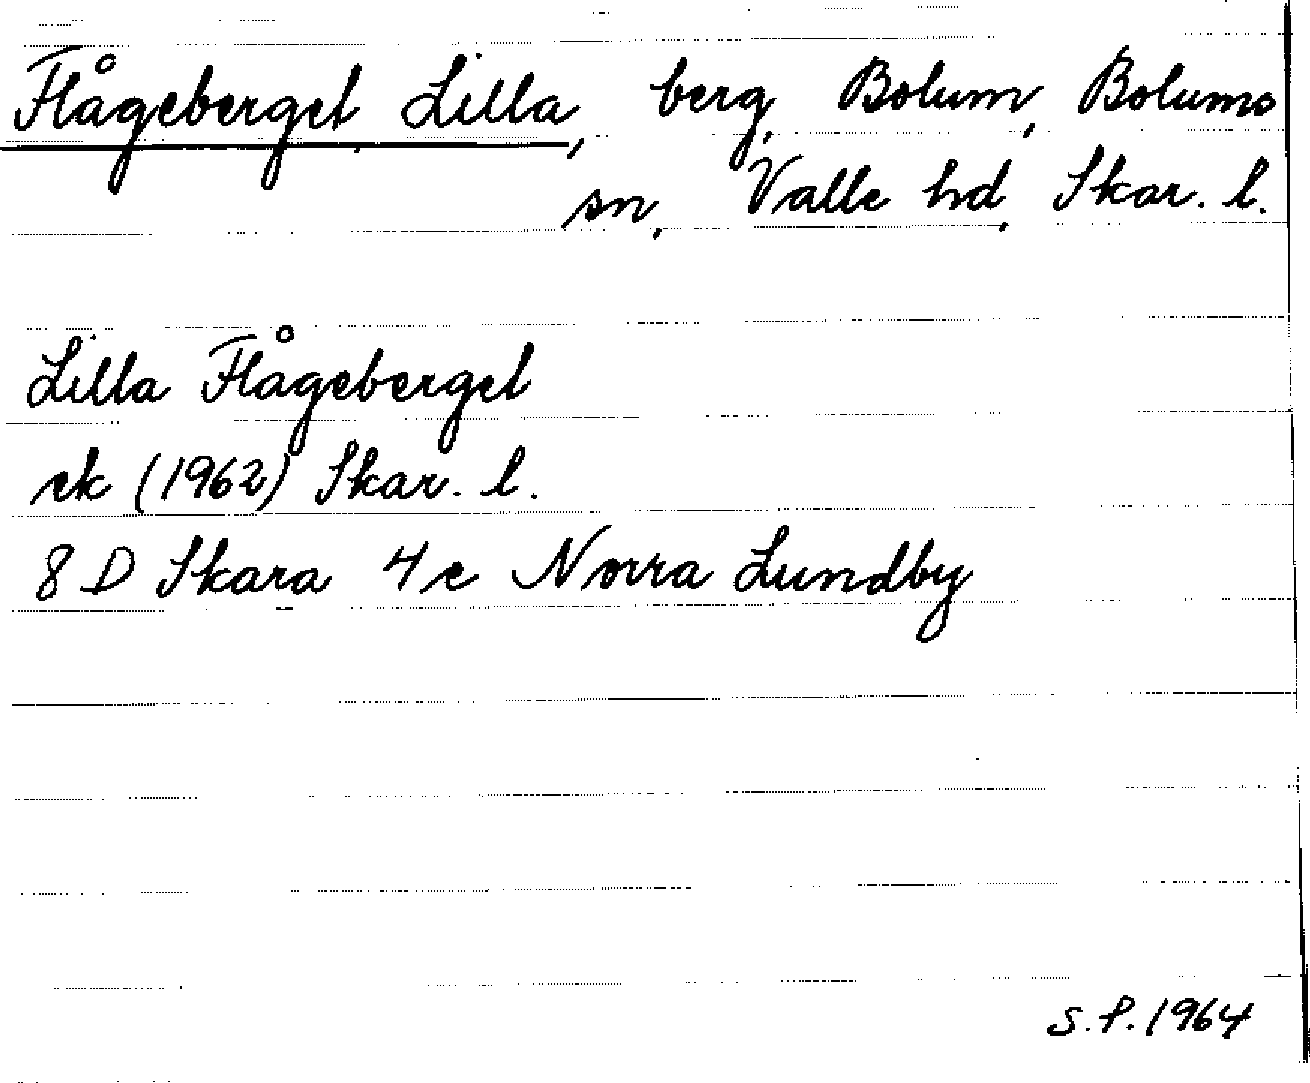 Flågeberget, Lilla, berg, Bolum, Bolums
sn, Valle hd, Skar. l.
Lilla Flågeberget
ek (1962) Skar. l.
8 D Skara 4 e Norra Lundby
S.P. 1964